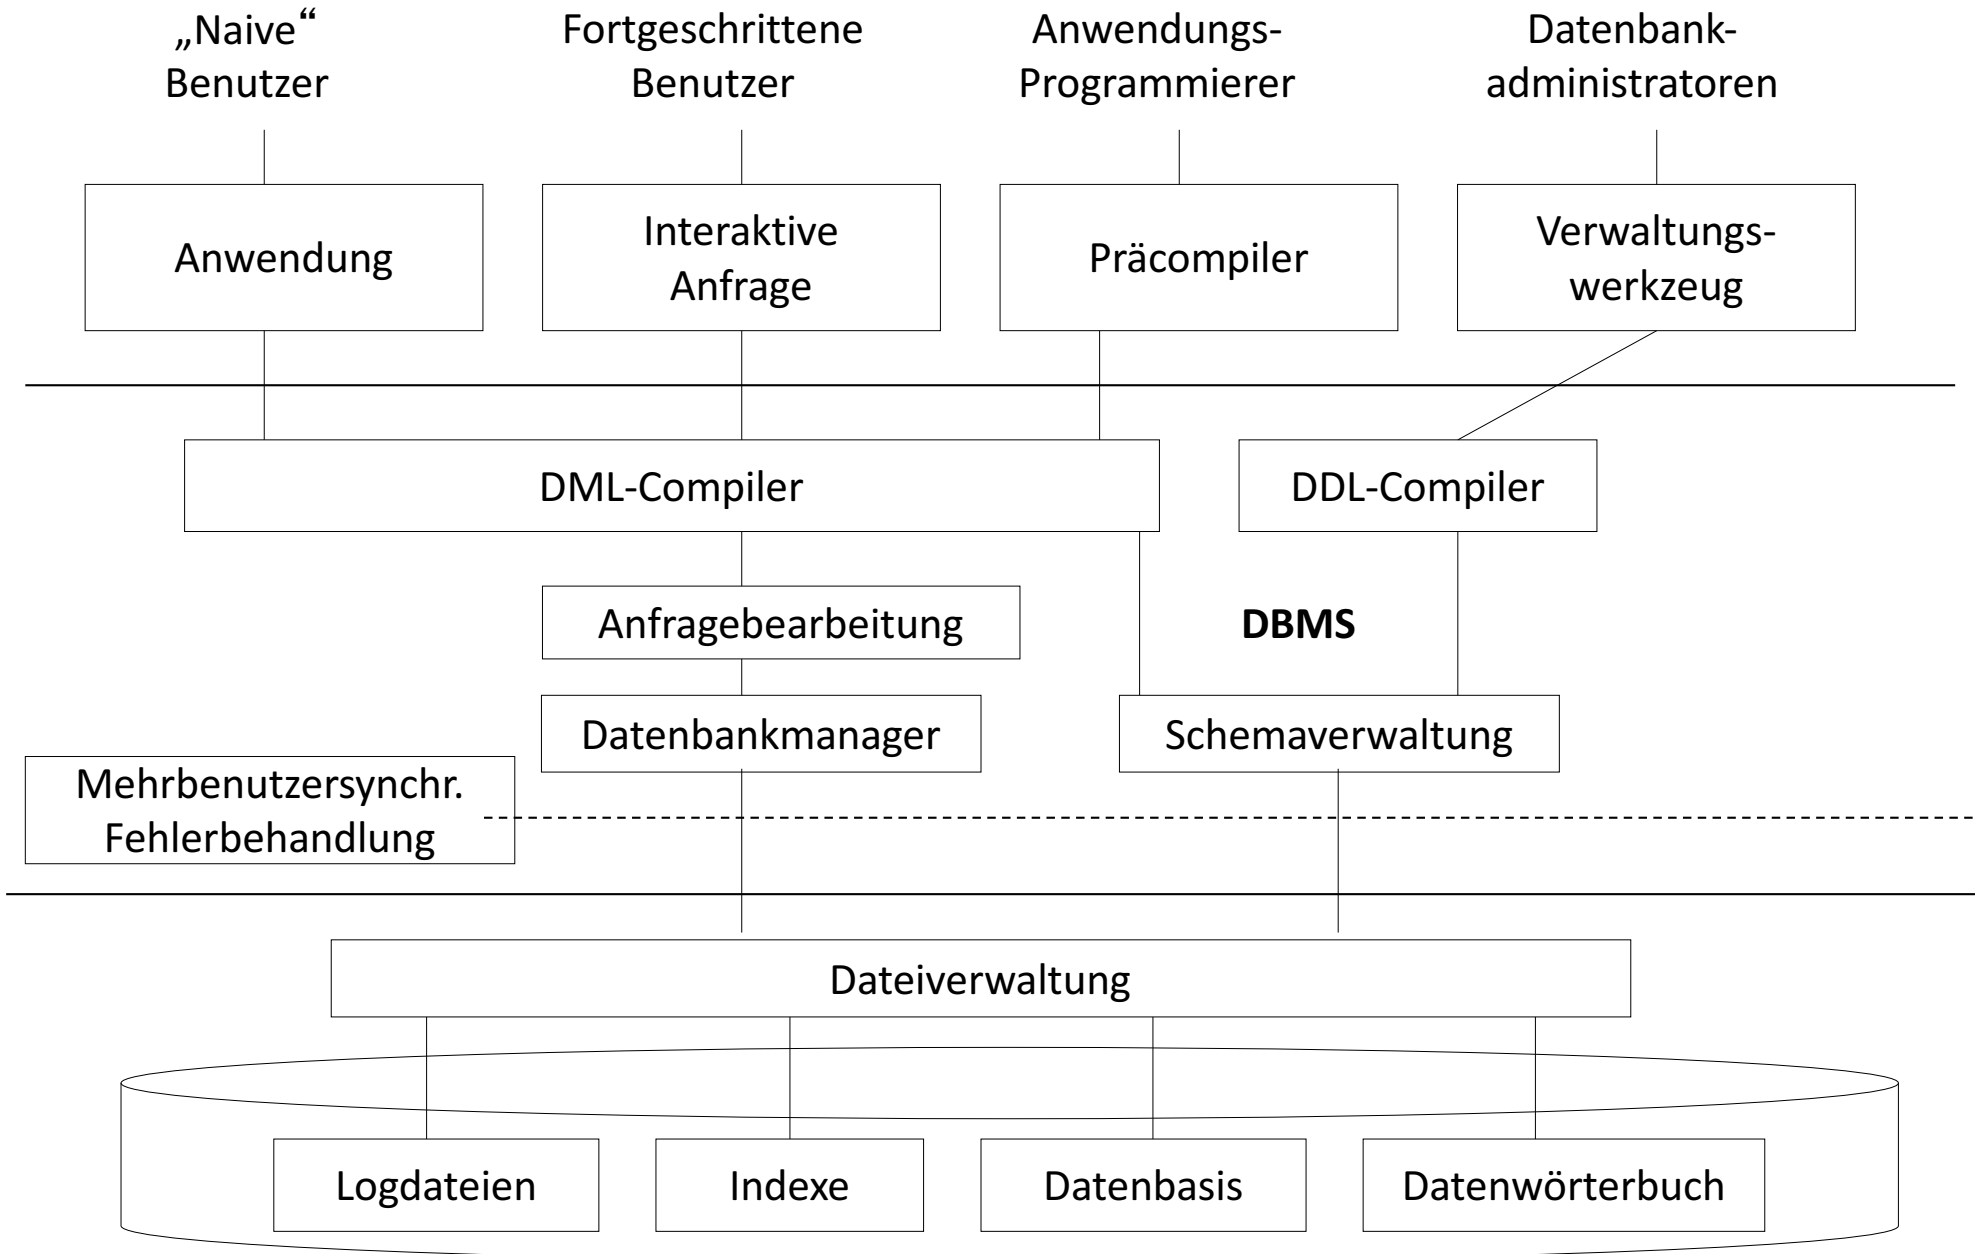 „Naive“
Benutzer
Fortgeschrittene
Benutzer
Anwendungs-
Programmierer
Datenbank-
administratoren
Anwendung
Interaktive
Anfrage
Präcompiler
Verwaltungs-
werkzeug
DML-Compiler
DDL-Compiler
Anfragebearbeitung
DBMS
Datenbankmanager
Schemaverwaltung
Mehrbenutzersynchr.
Fehlerbehandlung
Dateiverwaltung
Logdateien
Indexe
Datenbasis
Datenwörterbuch